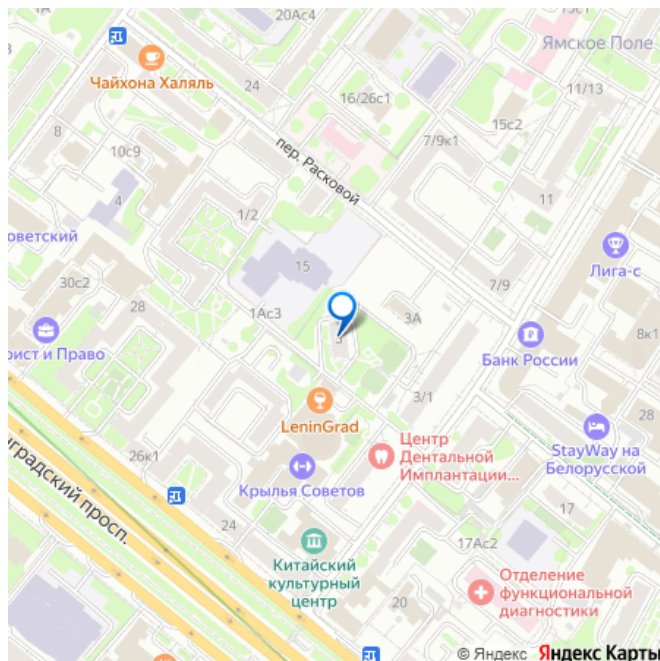 1А
20Ас4
Ямское Поле
Чайхона Халяль
24
11/13
16/26с1
15с2
8
7/9к1
10с9
пер. Расковой
4
11
1/2
оветский
Лига-с
15
30с2
7/9
28
1Ас3
3А
8к1
3
рист и Право
Банк России
3/1
LeninGrad
28
Центр
Дентальной
Имплантации...
StayWay на
Белорусской
26к1
Крылья Советов
нградский просп.
24
17
17Ас2
Китайский
культурный
центр
Отделение
функциональной
диагностики
20
© Яндекс Яндекс Карты